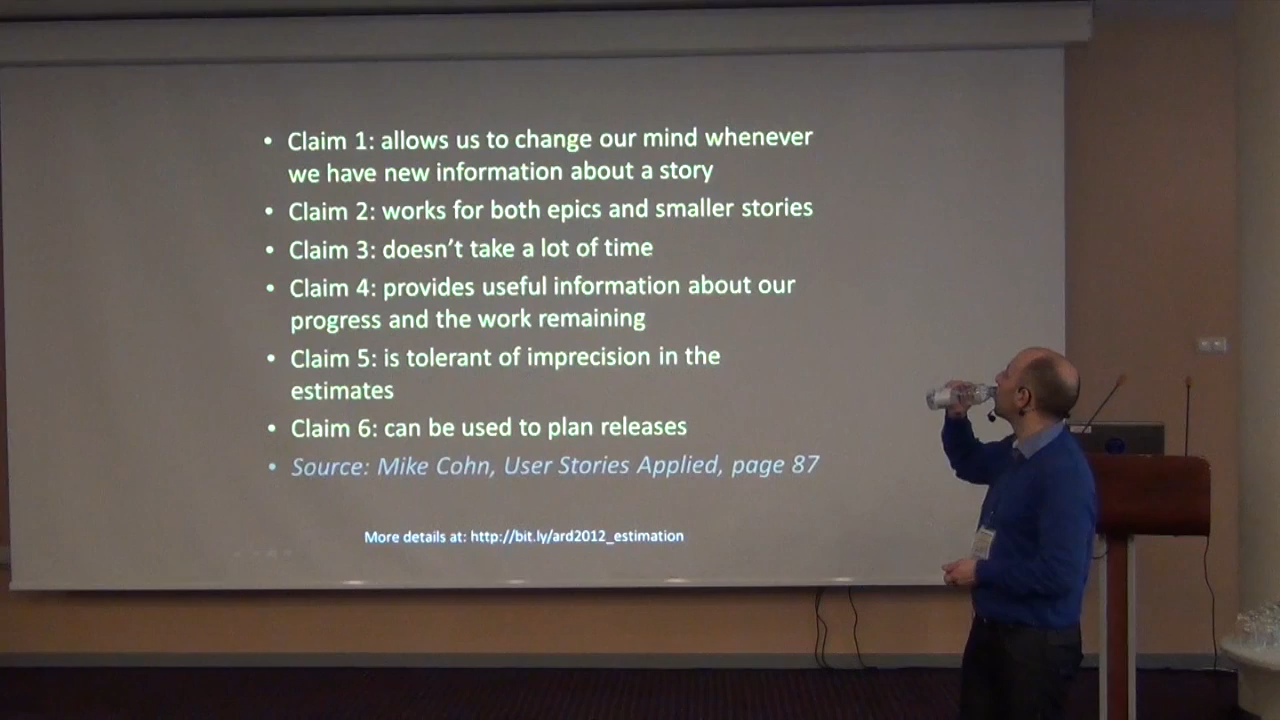 • Claim 1: allows us to change our mind whenever
we have new information about a story
• Claim 2: works for both epics and smaller stories
• Claim 3: doesn't take a lot of time
• Claim 4: provides useful information about our
progress and the work remaining
• Claim 5: is tolerant of imprecision in the
estimates
• Claim 6: can be used to plan releases
• Source: Mike Cohn, User Stories Applied, page 87
More details at: http://bit.ly/ard2012_estimation